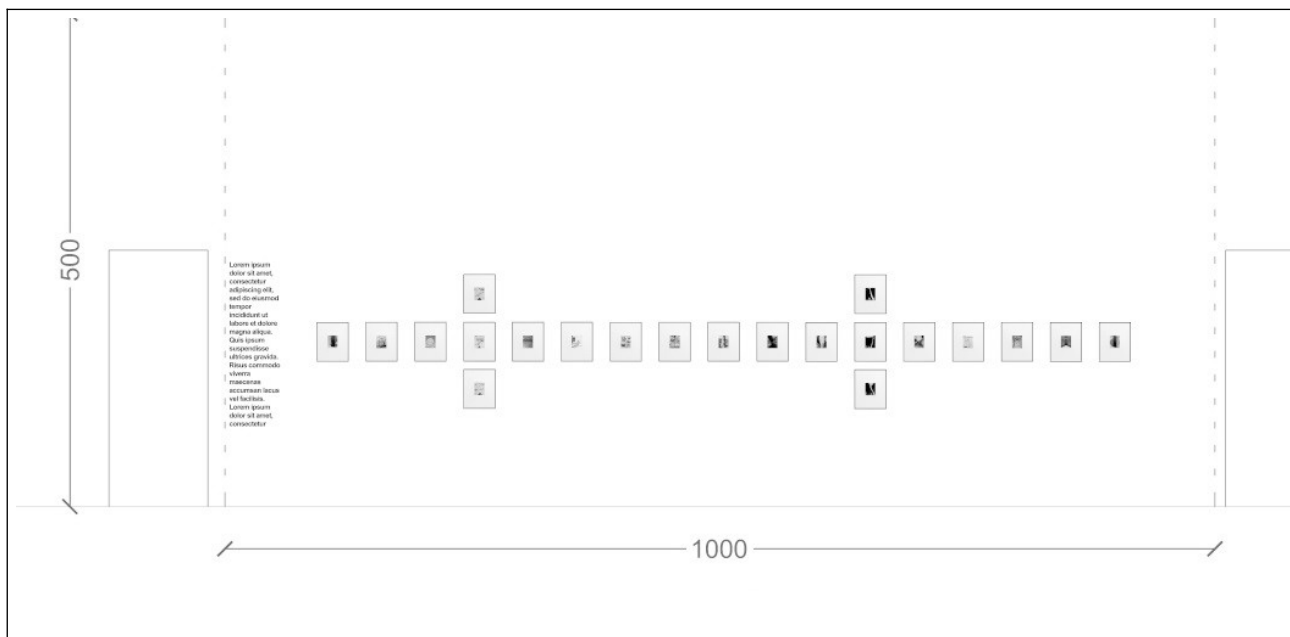 500
Lorem ipsum
dolor sit amet,
consectetur
adipiscing elit,
sed do eiusmod
tempor
incididunt ut
labore et dolore
magna aliqua.
Quis ipsum
suspendisse
ultrices gravida.
Risus commodo
viverra
maecenas
accumsan lacus
vel facilisis.
Lorem ipsum
dolor sit amet,
consectetur
1000